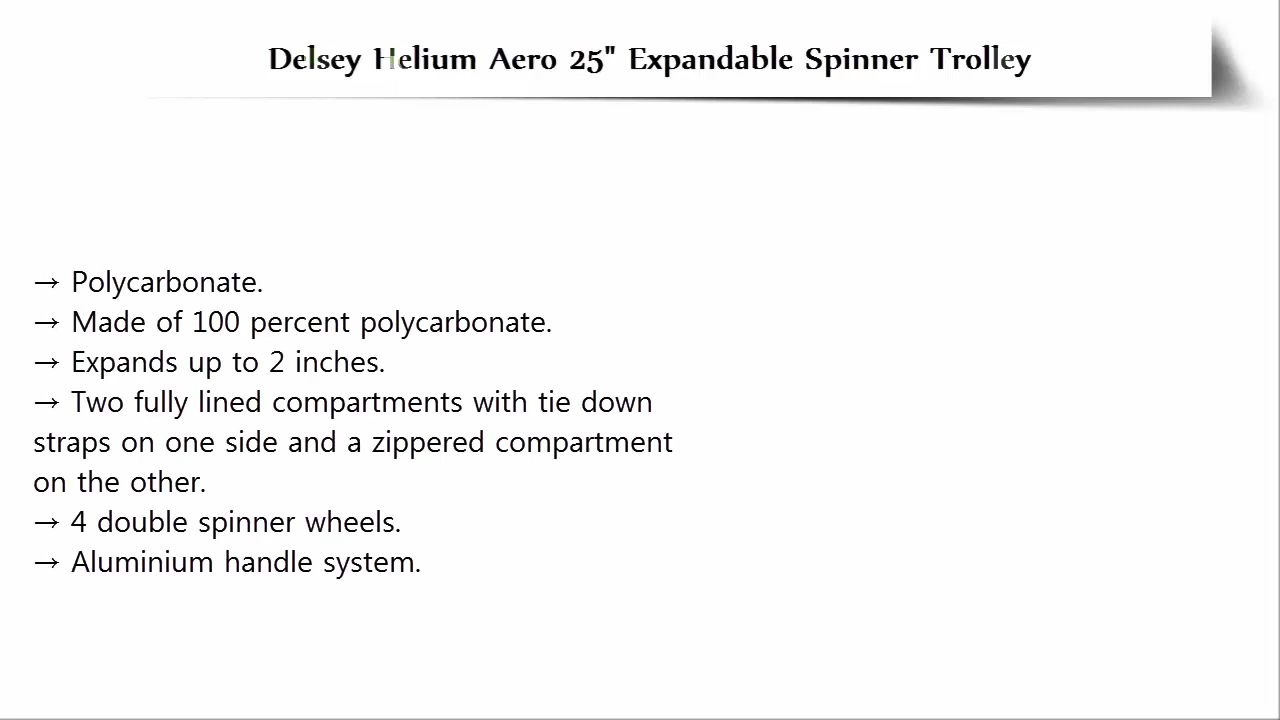 Delsey Helium Aero 25" Expandable Spinner Trolley
→ Polycarbonate.
→ Made of 100 percent polycarbonate.
→ Expands up to 2 inches.
→ Two fully lined compartments with tie down
straps on one side and a zippered compartment
on the other.
→ 4 double spinner wheels.
→ Aluminium handle system.